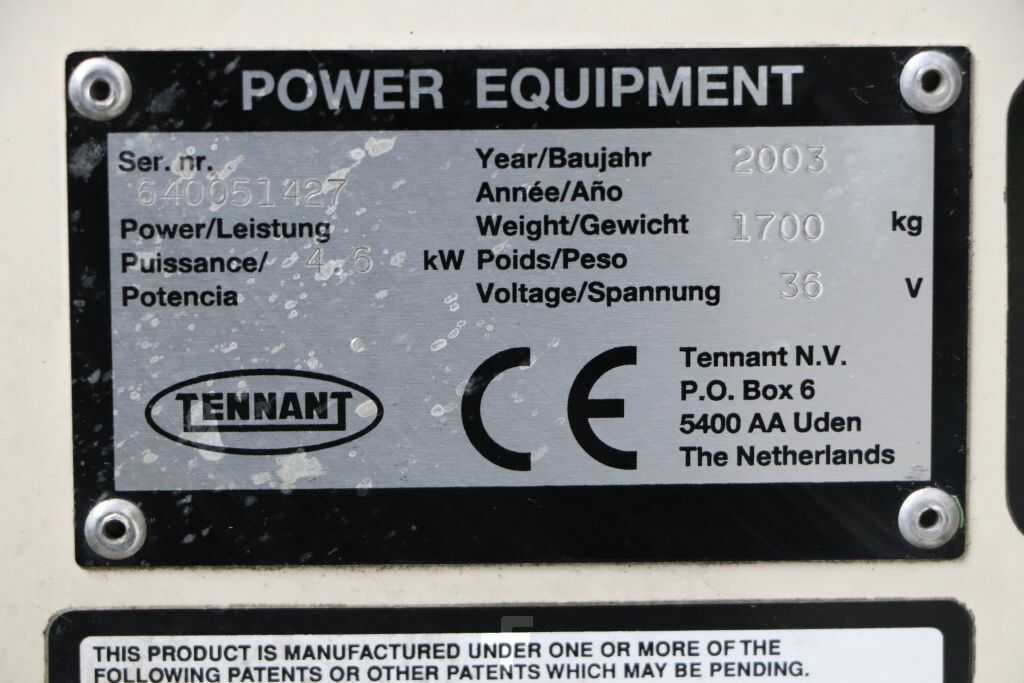 POWER EQUIPMENT
Ser. nr.
640051427
Power/Leistung
Puissance/ 4.6 kW
Potencia
Year/Baujahr 2003
Année/Año
Weight/Gewicht 1700 kg
Poids/Peso
Voltage/Spannung 36 V
TENNANT
CE
Tennant N.V.
P.O. Box 6
5400 AA Uden
The Netherlands
THIS PRODUCT IS MANUFACTURED UNDER ONE OR MORE OF THE
FOLLOWING PATENTS OR OTHER PATENTS WHICH MAY BE PENDING.